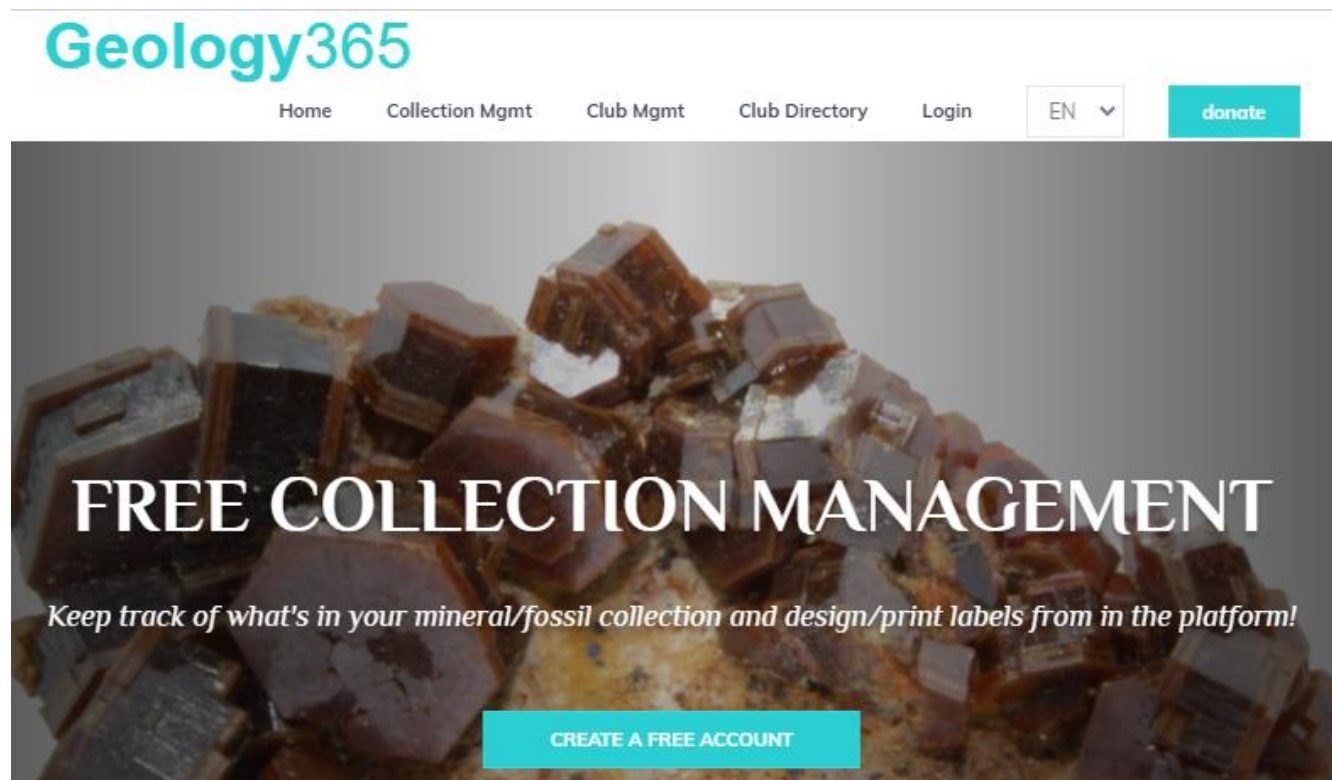 Geology365
Home Collection Mgmt Club Mgmt Club Directory Login EN donate
FREE COLLECTION MANAGEMENT
Keep track of what's in your mineral/fossil collection and design/print labels from in the platform!
CREATE A FREE ACCOUNT